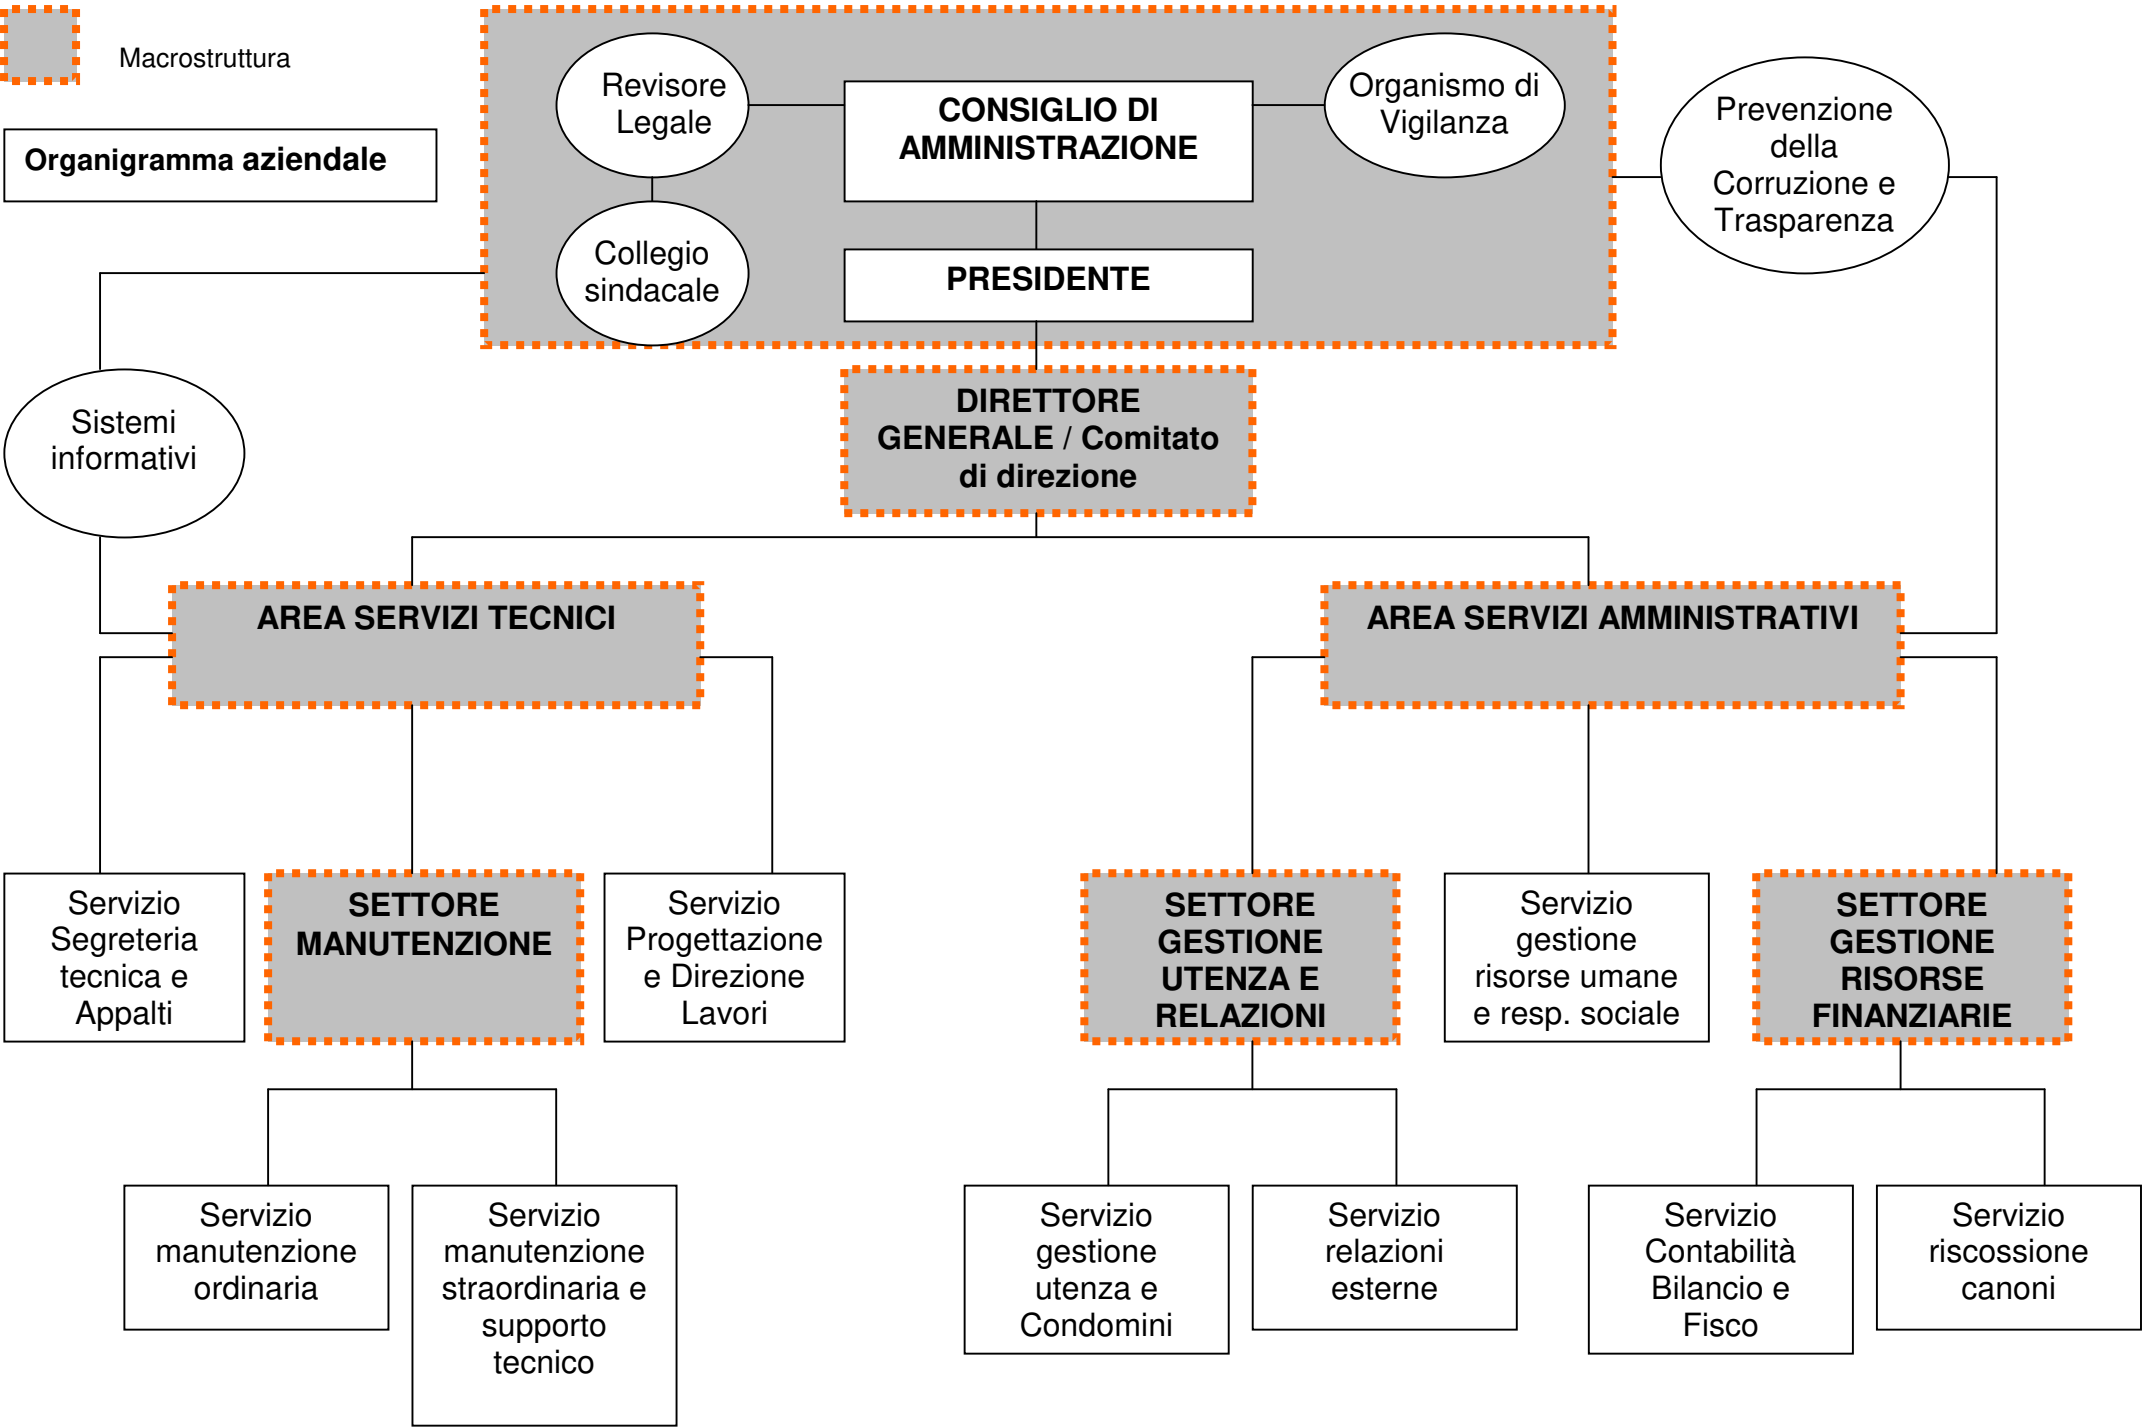 Macrostruttura
Organigramma aziendale
Revisore
Legale
CONSIGLIO DI
AMMINISTRAZIONE
Organismo di
Vigilanza
Prevenzione
della
Corruzione e
Trasparenza
Collegio
sindacale
PRESIDENTE
Sistemi
informativi
DIRETTORE
GENERALE / Comitato
di direzione
AREA SERVIZI TECNICI
AREA SERVIZI AMMINISTRATIVI
Servizio
Segreteria
tecnica e
Appalti
SETTORE
MANUTENZIONE
Servizio
Progettazione
e Direzione
Lavori
SETTORE
GESTIONE
UTENZA E
RELAZIONI
Servizio
gestione
risorse umane
e resp. sociale
SETTORE
GESTIONE
RISORSE
FINANZIARIE
Servizio
manutenzione
ordinaria
Servizio
manutenzione
straordinaria e
supporto
tecnico
Servizio
gestione
utenza e
Condomini
Servizio
relazioni
esterne
Servizio
Contabilità
Bilancio e
Fisco
Servizio
riscossione
canoni